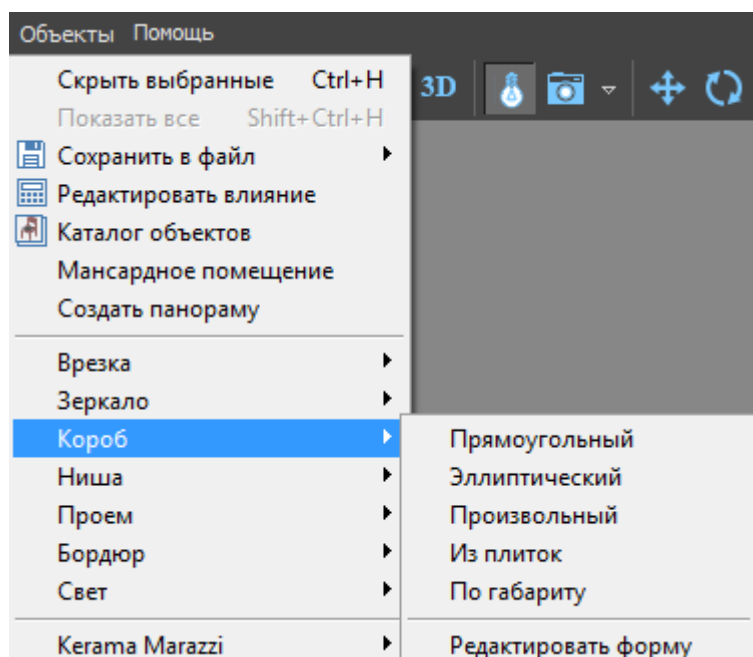 Объекты Помощь
Скрыть выбранные Ctrl+H
3D
Показать все Shift+Ctrl+H
Сохранить в файл
Редактировать влияние
Каталог объектов
Мансардное помещение
Создать панораму
Врезка
Зеркало
Короб
Прямоугольный
Ниша
Эллиптический
Проем
Произвольный
Бордюр
Из плиток
Свет
По габариту
Kerama Marazzi
Редактировать форму